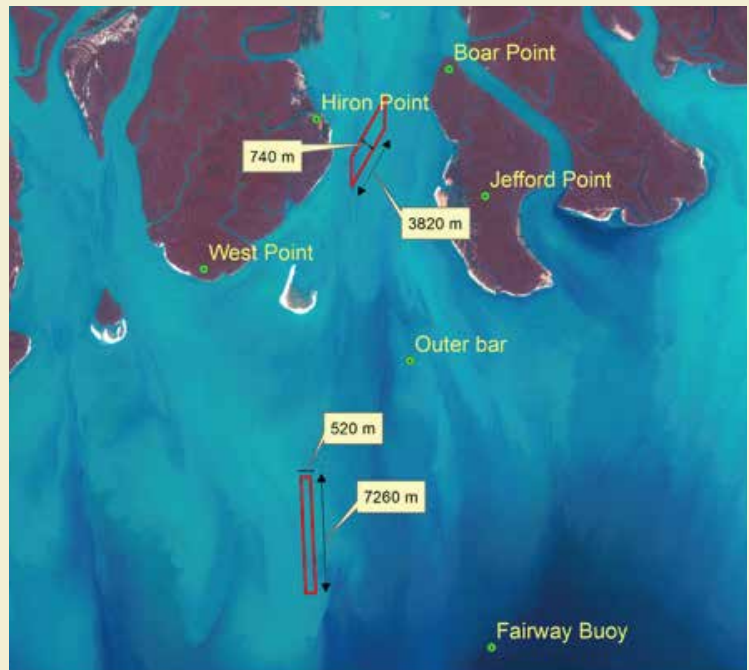 Boar Point
Hiron Point
740 m
Jefford Point
3820 m
West Point
Outer bar
520 m
7260 m
Fairway Buoy